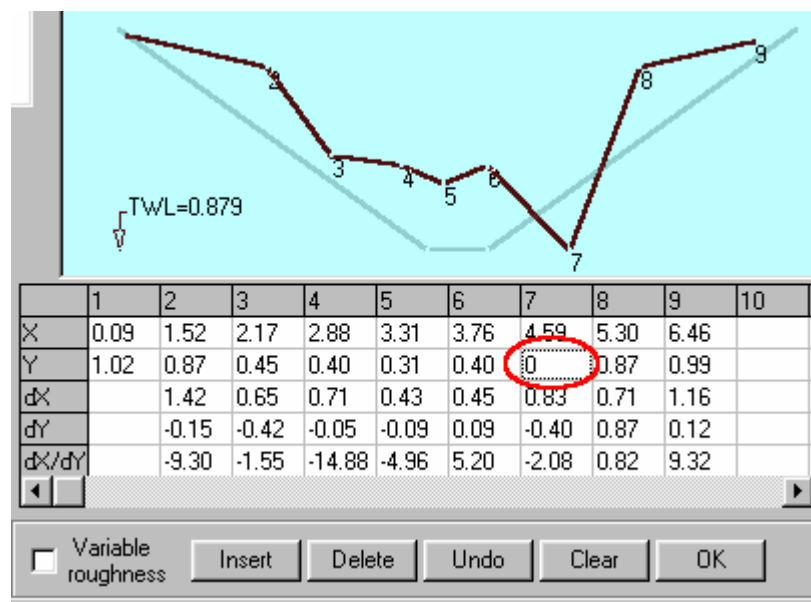 9
2
8
3
4
6
5
TWL=0.879
7
1 2 3 4 5 6 7 8 9 10
X 0.09 1.52 2.17 2.88 3.31 3.76 4.59 5.30 6.46
Y 1.02 0.87 0.45 0.40 0.31 0.40 0 0.87 0.99
dX 1.42 0.65 0.71 0.43 0.45 0.83 0.71 1.16
dY -0.15 -0.42 -0.05 -0.09 0.09 -0.40 0.87 0.12
dX/dY -9.30 -1.55 -14.88 -4.96 5.20 -2.08 0.82 9.32
Variable
roughness
Insert Delete Undo Clear OK